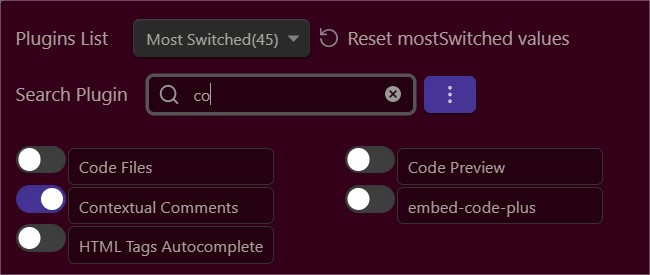 Plugins List Most Switched(45) Reset mostSwitched values
Search Plugin co
Code Files Code Preview
Contextual Comments embed-code-plus
HTML Tags Autocomplete